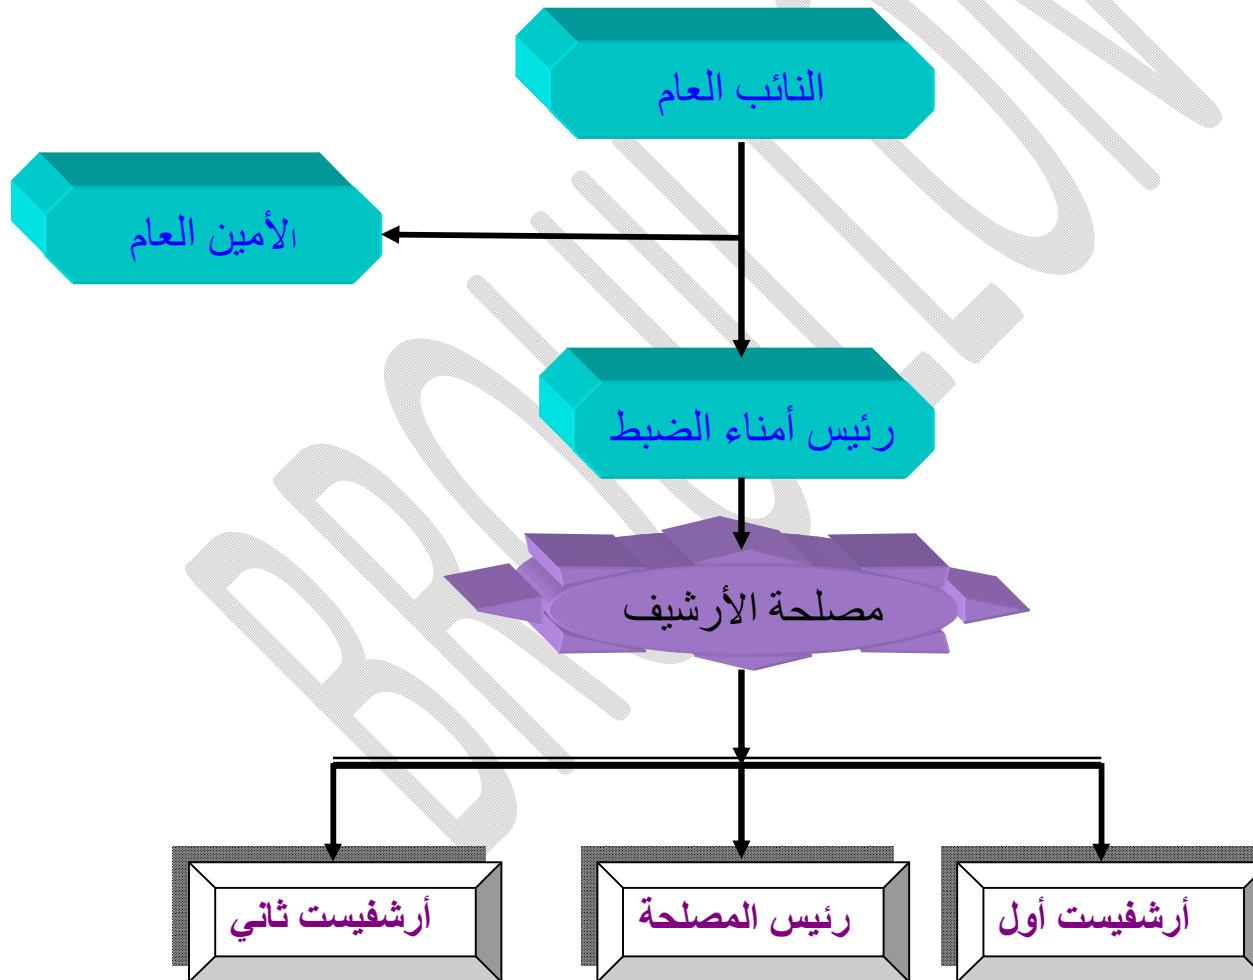 النائب العام
الأمين العام
رئيس أمناء الضبط
مصلحة الأرشيف
أرشفيست أول
رئيس المصلحة
أرشفيست ثاني